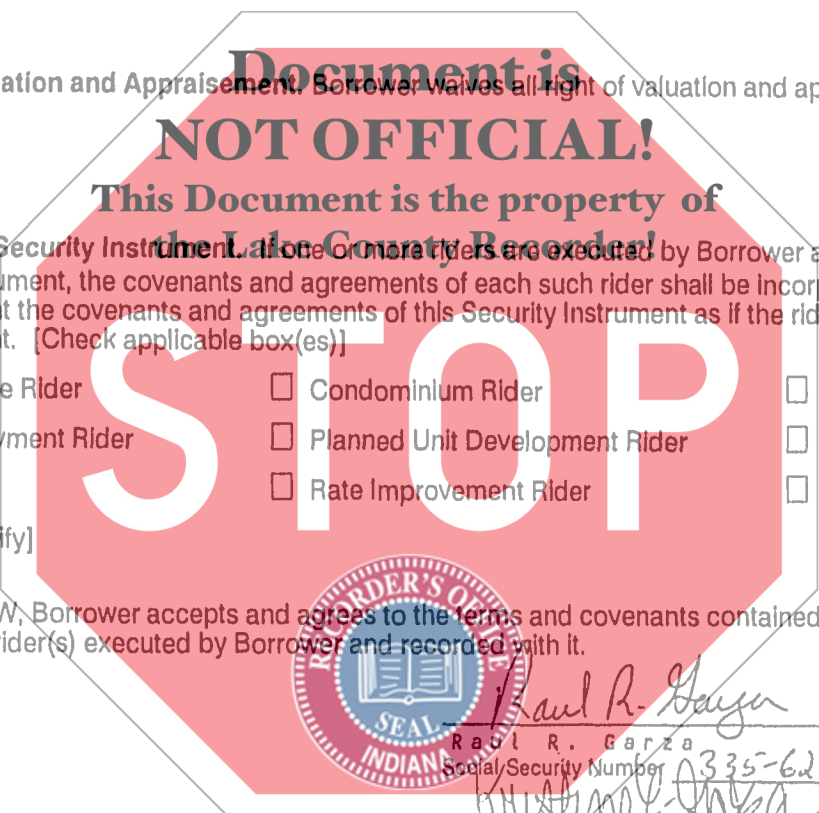 Document is
ation and Appraisement. Borrower waives all right of valuation and ap
NOT OFFICIAL!
This Document is the property of
the Lake County Recorder!
Security Instrument. If one or more riders are executed by Borrower a
ument, the covenants and agreements of each such rider shall be incorp
t the covenants and agreements of this Security Instrument as if the rid
t. [Check applicable box(es)]
STOP
e Rider ☐ Condominium Rider ☐
yment Rider ☐ Planned Unit Development Rider ☐
☐ Rate Improvement Rider ☐
ify]
W, Borrower accepts and agrees to the terms and covenants contained
rider(s) executed by Borrower and recorded with it.
RECORDER'S OFFICE
SEAL
INDIANA
Raul R. Garza
Raul R. Garza
Social Security Number 335-62